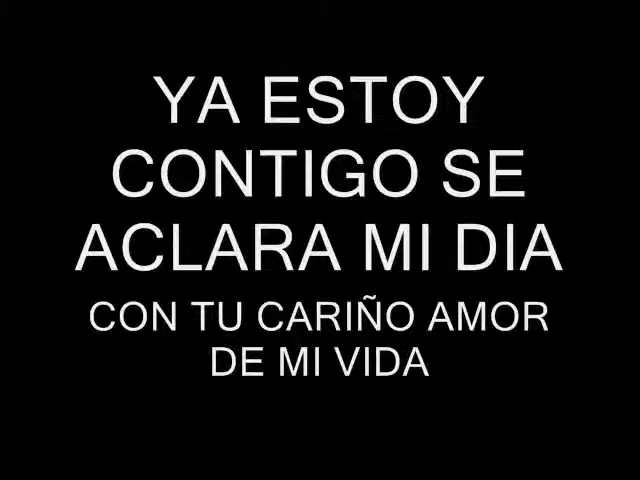 YA ESTOY
CONTIGO SE
ACLARA MI DIA
CON TU CARIÑO AMOR
DE MI VIDA